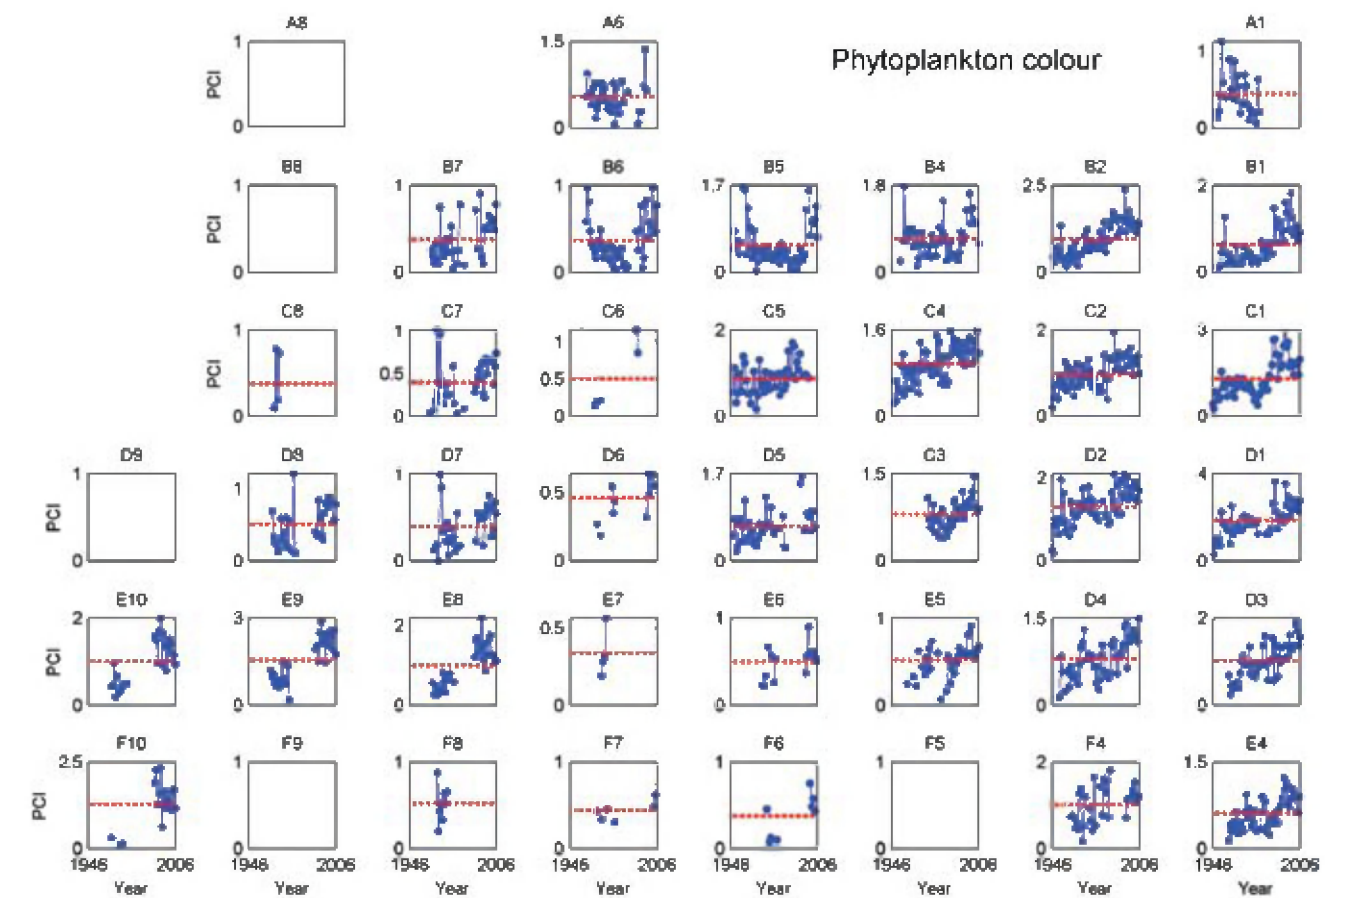 A8 A6 A1
Phytoplankton colour
1 1.5 1
PCI
0 0 0
B8 B7 B6 B5 B4 B2 B1
1 1 1 1.7 1.8 2.5 2
PCI
0 0 0 0 0 0 0
C8 C7 C6 C5 C4 C2 C1
1 1 1 2 1.6 2 3
PCI 0.5 0.5
0 0 0 0 0 0 0
D9 D8 D7 D6 D5 C3 D2 D1
1 1 1 0.5 1.7 1.5 2 4
PCI
0 0 0 0 0 0 0 0
E10 E9 E8 E7 E6 E5 D4 D3
2 3 2 0.5 1 1 1.5 2
PCI
0 0 0 0 0 0 0 0
F10 F9 F8 F7 F6 F5 F4 E4
2.5 1 1 1 1 1 2 1.5
PCI
0 0 0 0 0 0 0 0
1946 2006 1946 2006 1946 2006 1946 2006 1946 2006 1946 2006 1946 2006 1946 2006
Year Year Year Year Year Year Year Year